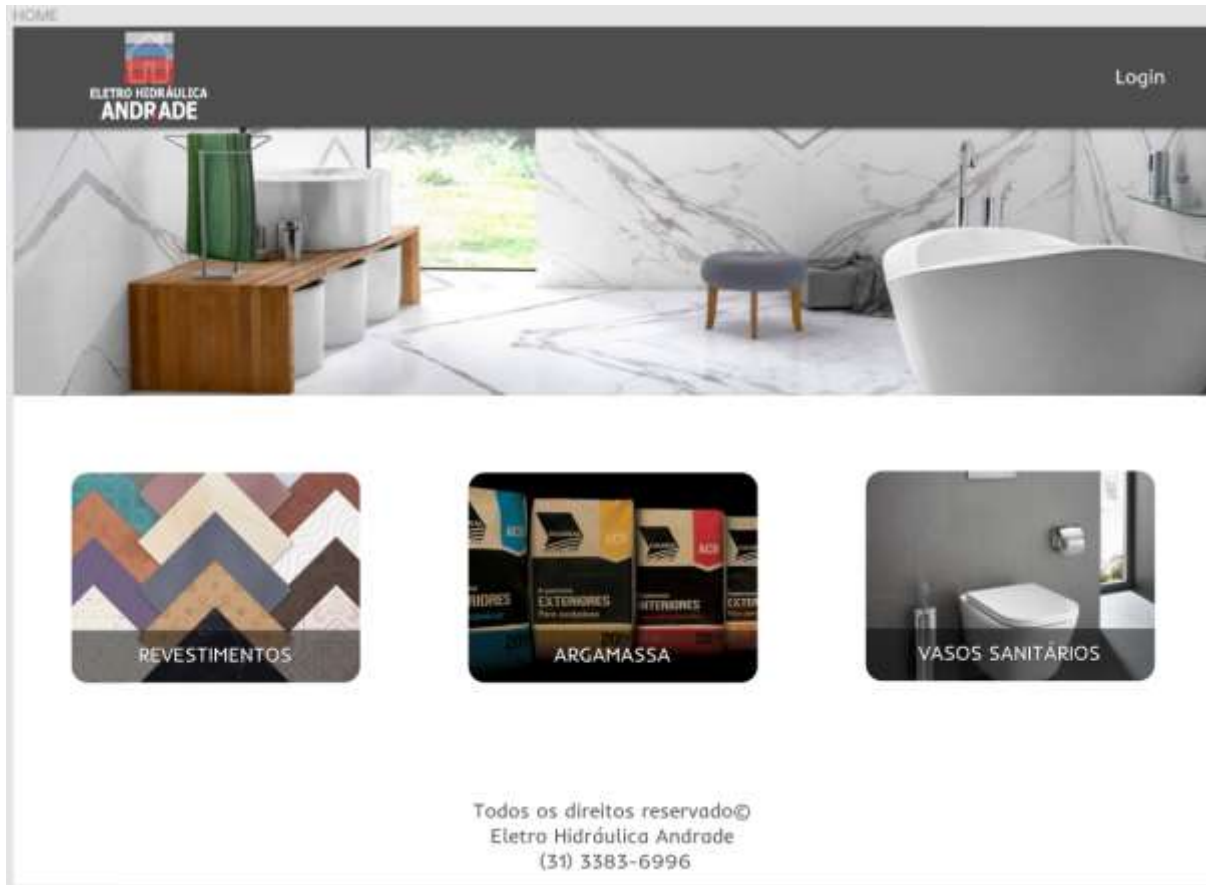 HOME
ELETRO HIDRÁULICA
ANDRADE
Login
REVESTIMENTOS
EXTERIORES
ARGAMASSA
VASOS SANITÁRIOS
Todos os direitos reservado©
Eletro Hidráulica Andrade
(31) 3383-6996